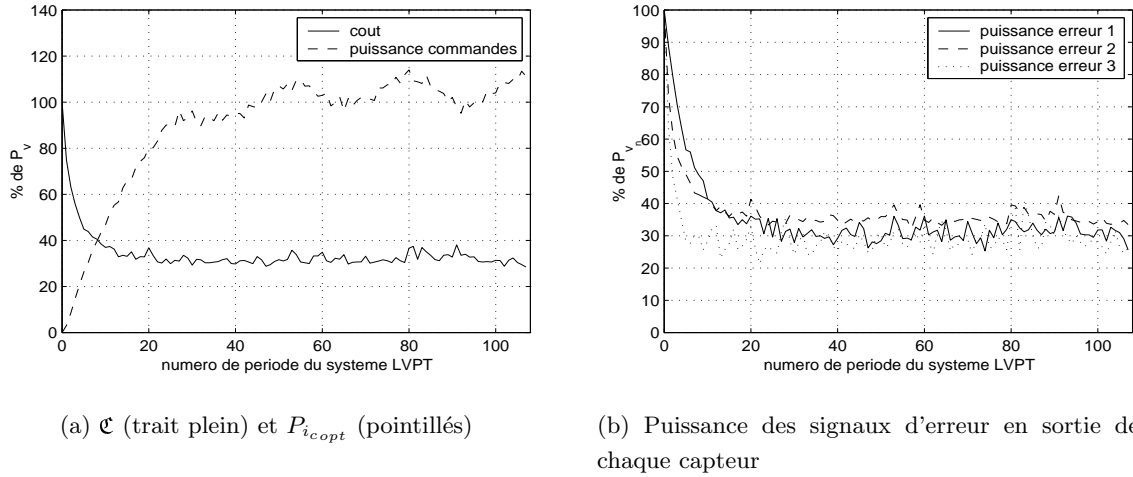 140
120
100
80
60
40
20
0
% de P_v
0 20 40 60 80 100
numero de periode du systeme LVPT
cout
puissance commandes
100
90
80
70
60
50
40
30
20
10
0
% de P_{v_n}
0 20 40 60 80 100
numero de periode du systeme LVPT
puissance erreur 1
puissance erreur 2
puissance erreur 3
(a) ℭ (trait plein) et P_{i_{c opt}} (pointillés)
(b) Puissance des signaux d'erreur en sortie de
chaque capteur